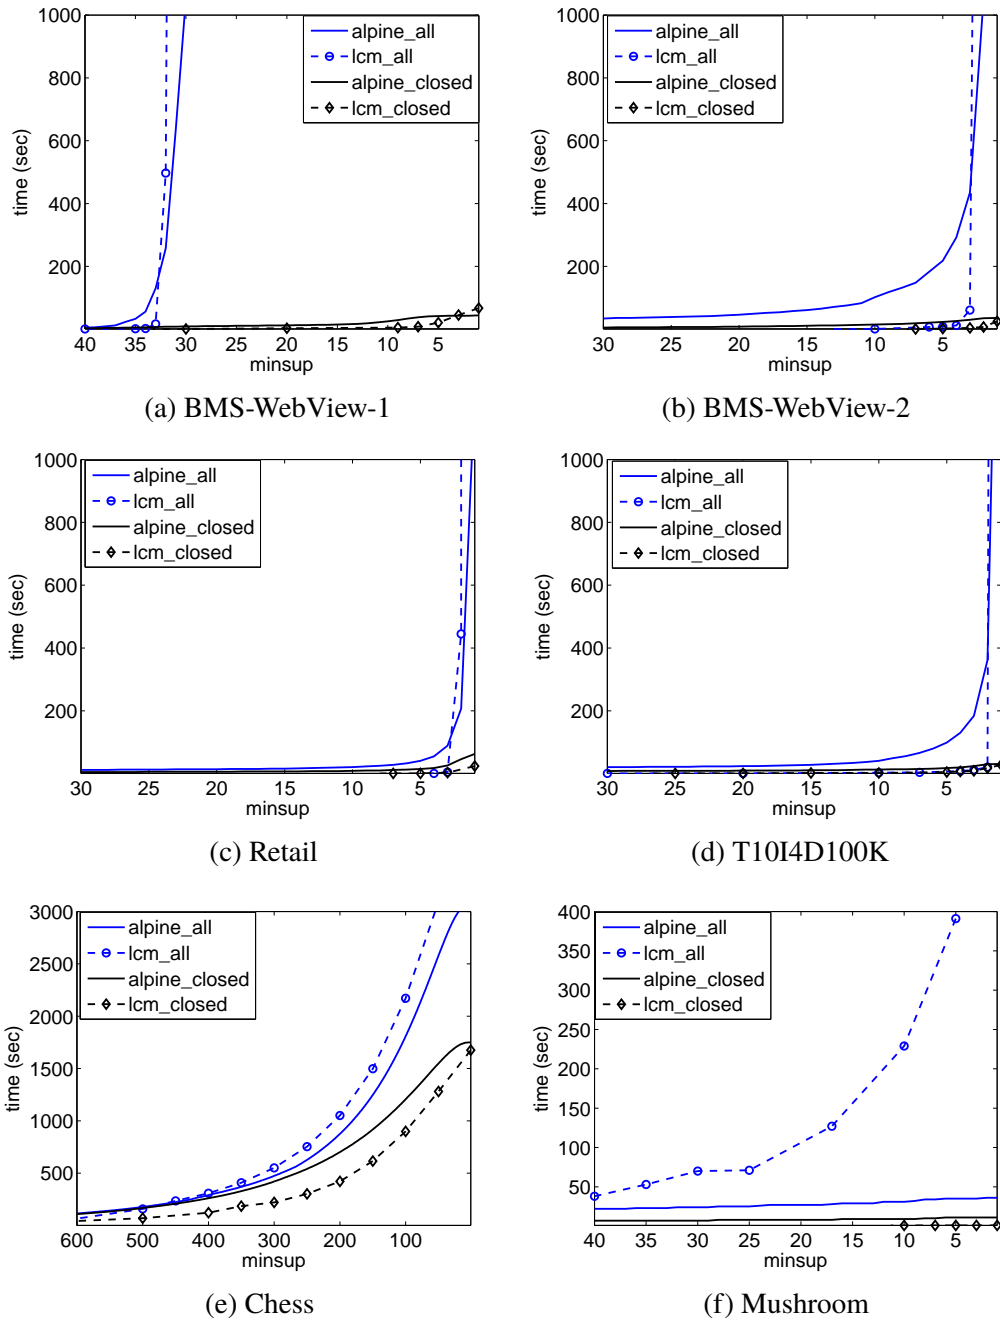 1000
800
600
400
200
time (sec)
40 35 30 25 20 15 10 5
minsup
alpine_all
lcm_all
alpine_closed
lcm_closed
(a) BMS-WebView-1
1000
800
600
400
200
time (sec)
30 25 20 15 10 5
minsup
alpine_all
lcm_all
alpine_closed
lcm_closed
(b) BMS-WebView-2
1000
800
600
400
200
time (sec)
30 25 20 15 10 5
minsup
alpine_all
lcm_all
alpine_closed
lcm_closed
(c) Retail
1000
800
600
400
200
time (sec)
30 25 20 15 10 5
minsup
alpine_all
lcm_all
alpine_closed
lcm_closed
(d) T10I4D100K
3000
2500
2000
1500
1000
500
time (sec)
600 500 400 300 200 100
minsup
alpine_all
lcm_all
alpine_closed
lcm_closed
(e) Chess
400
350
300
250
200
150
100
50
time (sec)
40 35 30 25 20 15 10 5
minsup
alpine_all
lcm_all
alpine_closed
lcm_closed
(f) Mushroom